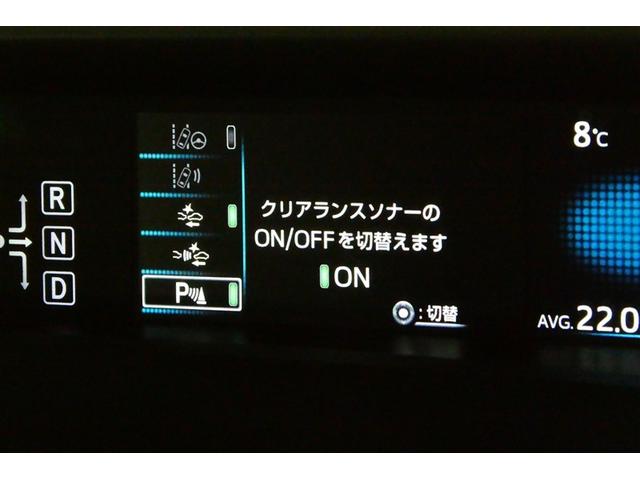 8℃
R
N
D
クリアランスソナーの
ON/OFFを切替えます
ON
P
:切替
AVG.22.0